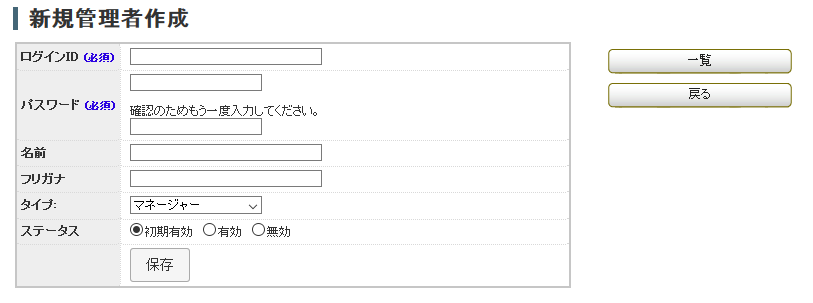 新規管理者作成
ログインID (必須)
パスワード (必須)
確認のためもう一度入力してください。
名前
フリガナ
タイプ:
マネージャー
ステータス
初期有効 有効 無効
保存
一覧
戻る